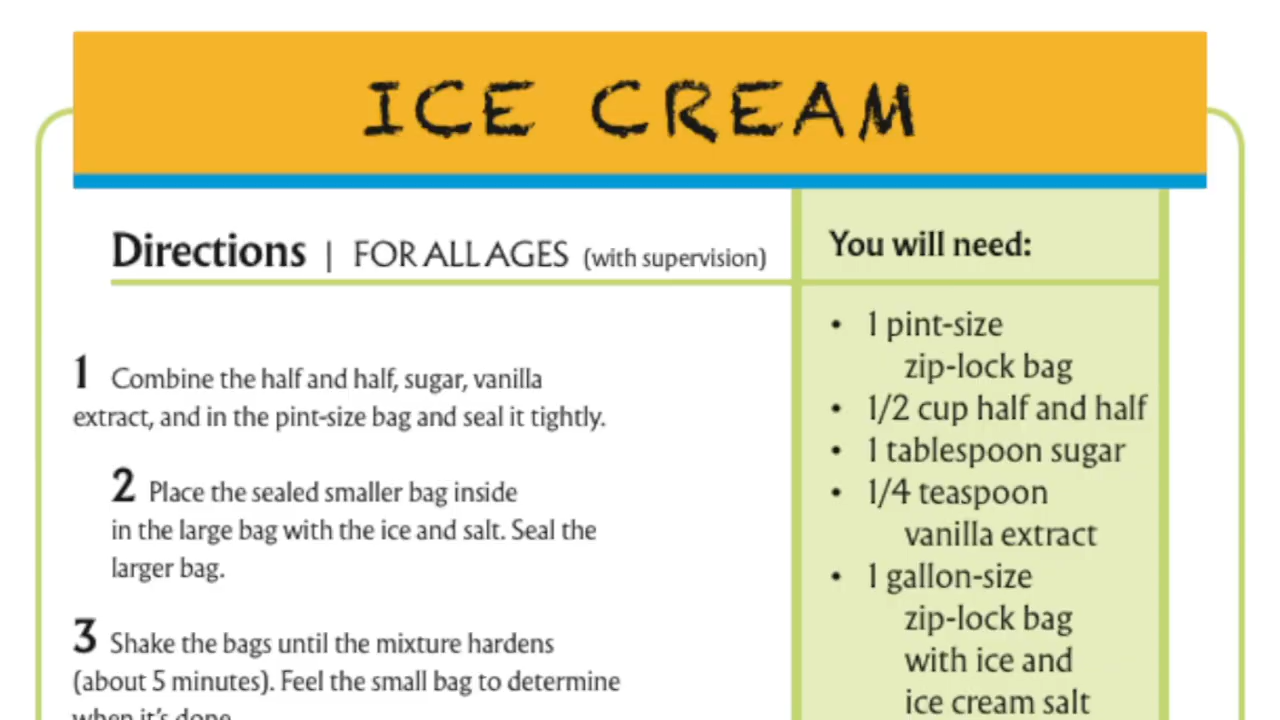 ICE CREAM
Directions | FOR ALL AGES (with supervision)
1 Combine the half and half, sugar, vanilla
extract, and in the pint-size bag and seal it tightly.
2 Place the sealed smaller bag inside
in the large bag with the ice and salt. Seal the
larger bag.
3 Shake the bags until the mixture hardens
(about 5 minutes). Feel the small bag to determine
when it's done.
You will need:
• 1 pint-size
zip-lock bag
• 1/2 cup half and half
• 1 tablespoon sugar
• 1/4 teaspoon
vanilla extract
• 1 gallon-size
zip-lock bag
with ice and
ice cream salt